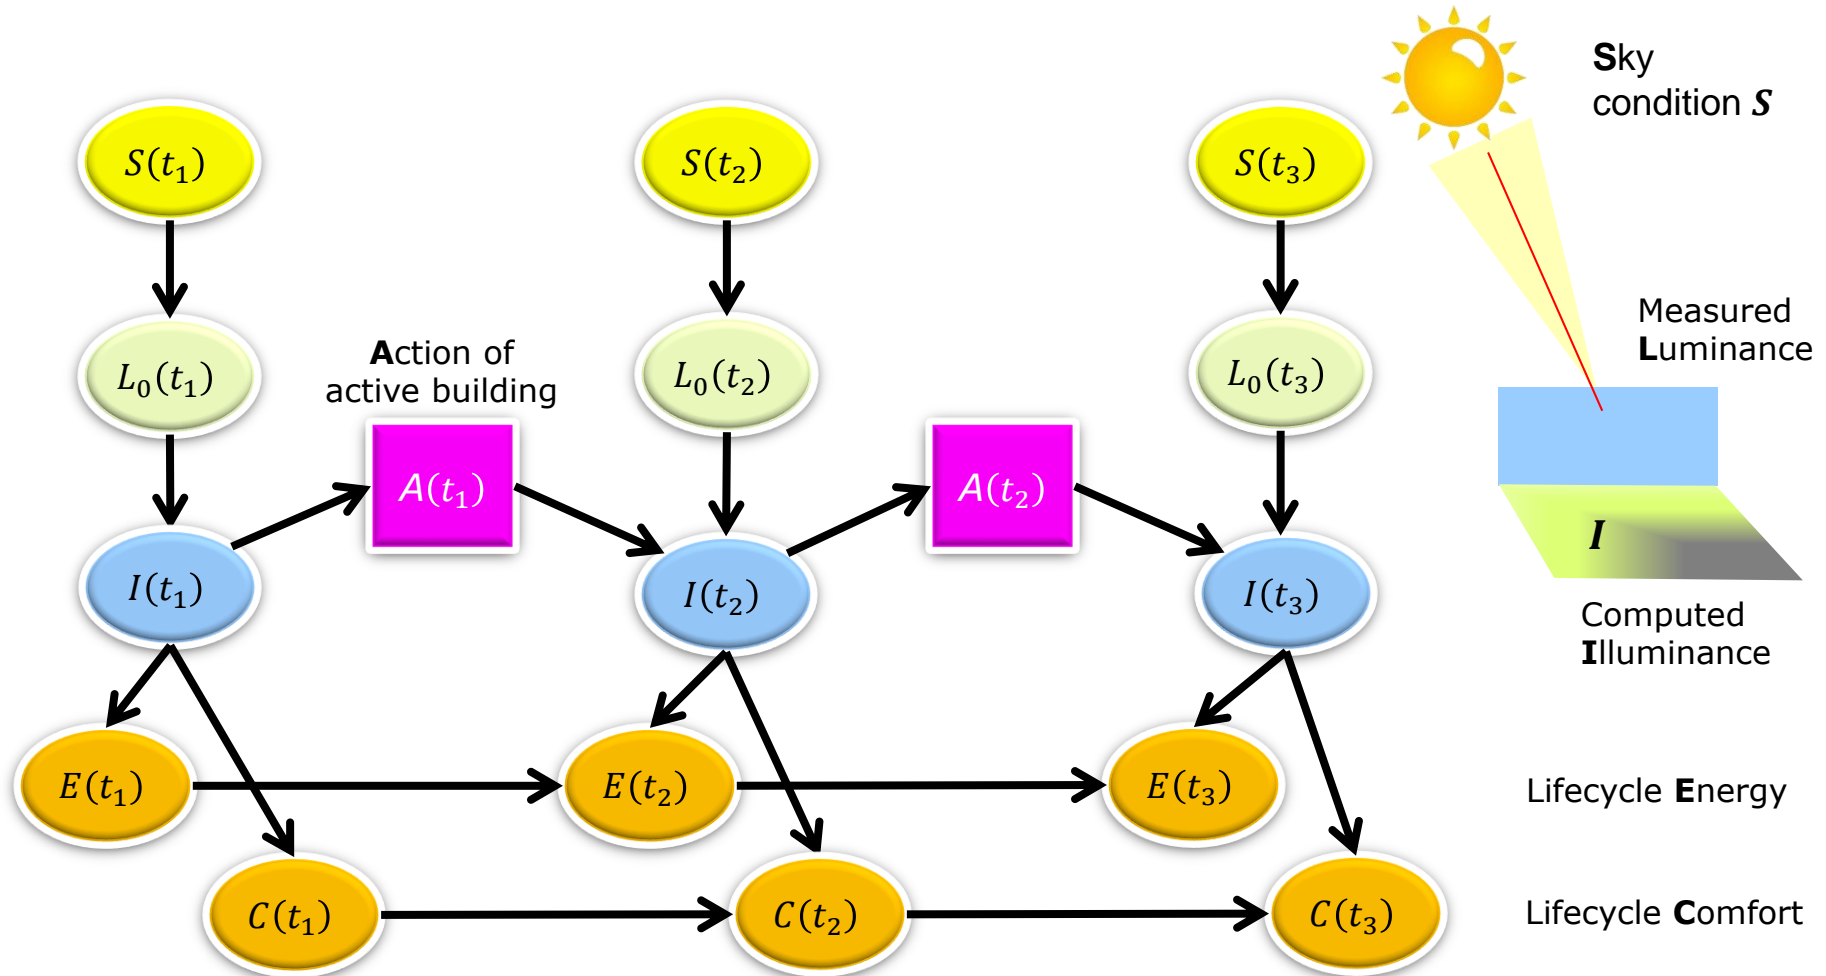 Sky
condition S
S(t₁)
S(t₂)
S(t₃)
Measured
Luminance
Action of
active building
L₀(t₁)
L₀(t₂)
L₀(t₃)
A(t₁)
A(t₂)
I
I(t₁)
I(t₂)
I(t₃)
Computed
Illuminance
E(t₁)
E(t₂)
E(t₃)
Lifecycle Energy
C(t₁)
C(t₂)
C(t₃)
Lifecycle Comfort